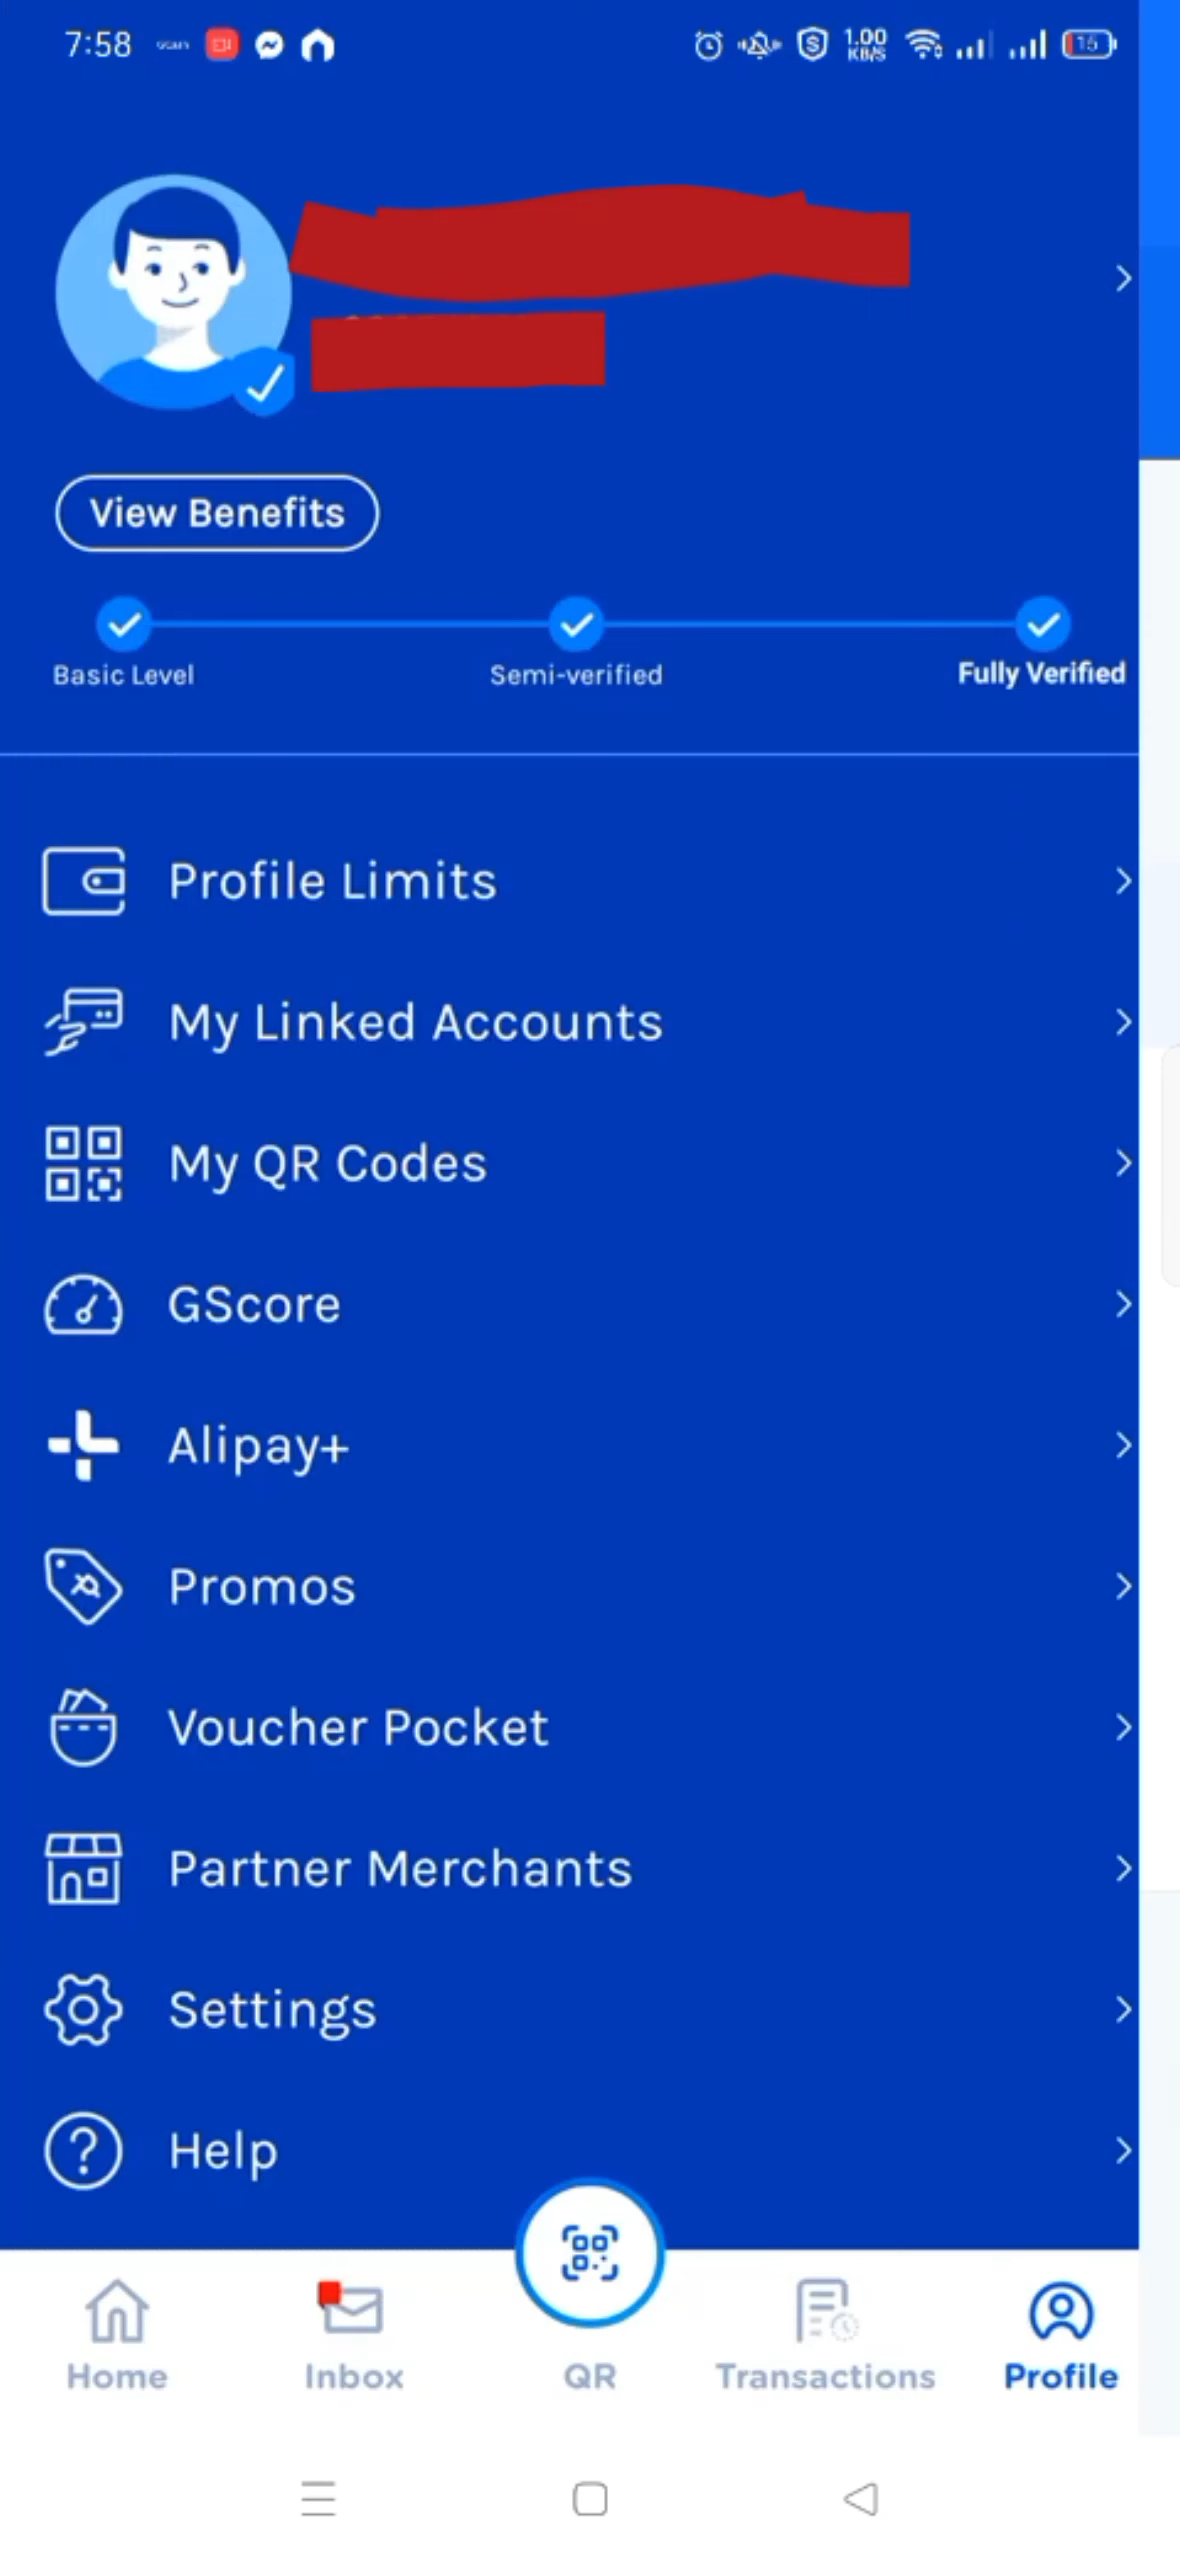 7:58
1.00
KB/S
15
View Benefits
Basic Level
Semi-verified
Fully Verified
Profile Limits
My Linked Accounts
My QR Codes
GScore
Alipay+
Promos
Voucher Pocket
Partner Merchants
Settings
Help
Home
Inbox
QR
Transactions
Profile